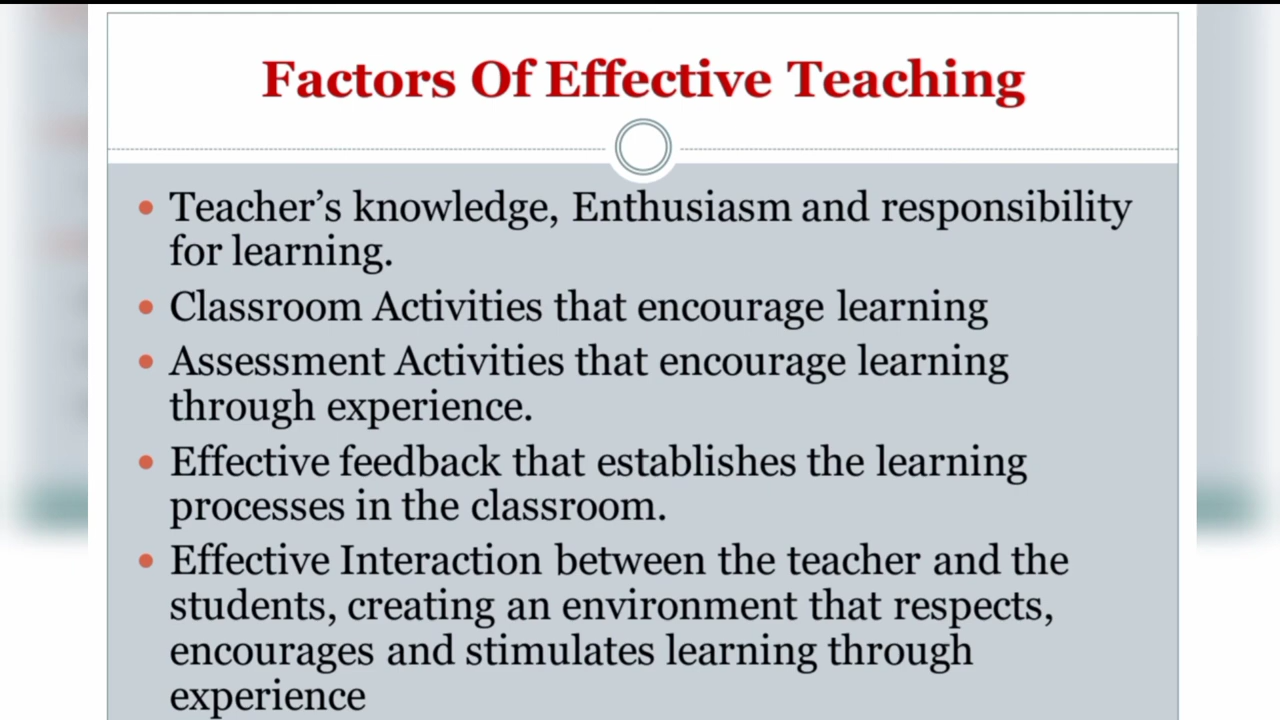 Factors Of Effective Teaching
• Teacher’s knowledge, Enthusiasm and responsibility
for learning.
• Classroom Activities that encourage learning
• Assessment Activities that encourage learning
through experience.
• Effective feedback that establishes the learning
processes in the classroom.
• Effective Interaction between the teacher and the
students, creating an environment that respects,
encourages and stimulates learning through
experience